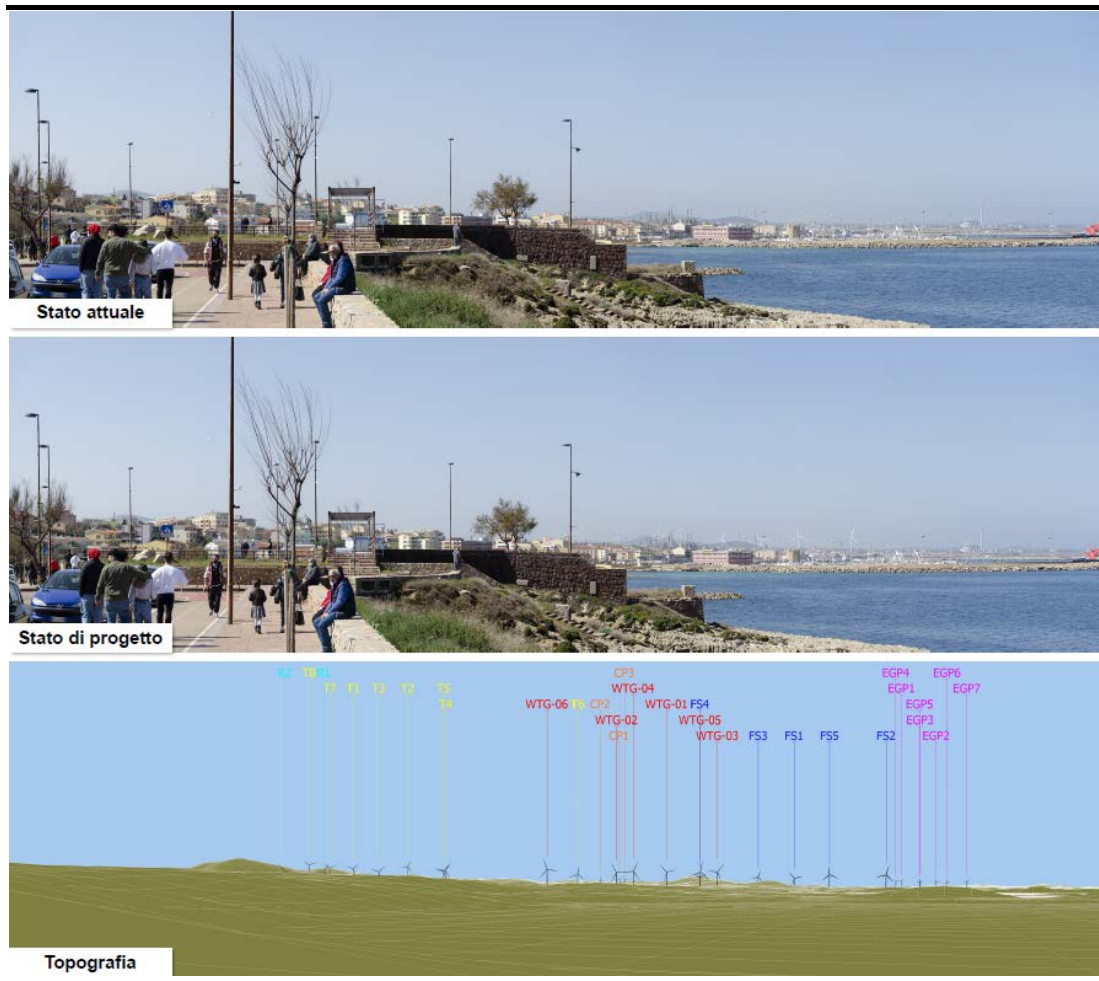 Stato attuale
Stato di progetto
CP3
EGP4
EGP6
T8
T7
T1
T3
T2
T5
WTG-04
EGP1
EGP7
T4
WTG-06
T6
CP2
WTG-01
FS4
EGP5
WTG-02
WTG-05
EGP3
CP1
WTG-03
FS3
FS1
FS5
FS2
EGP2
Topografia